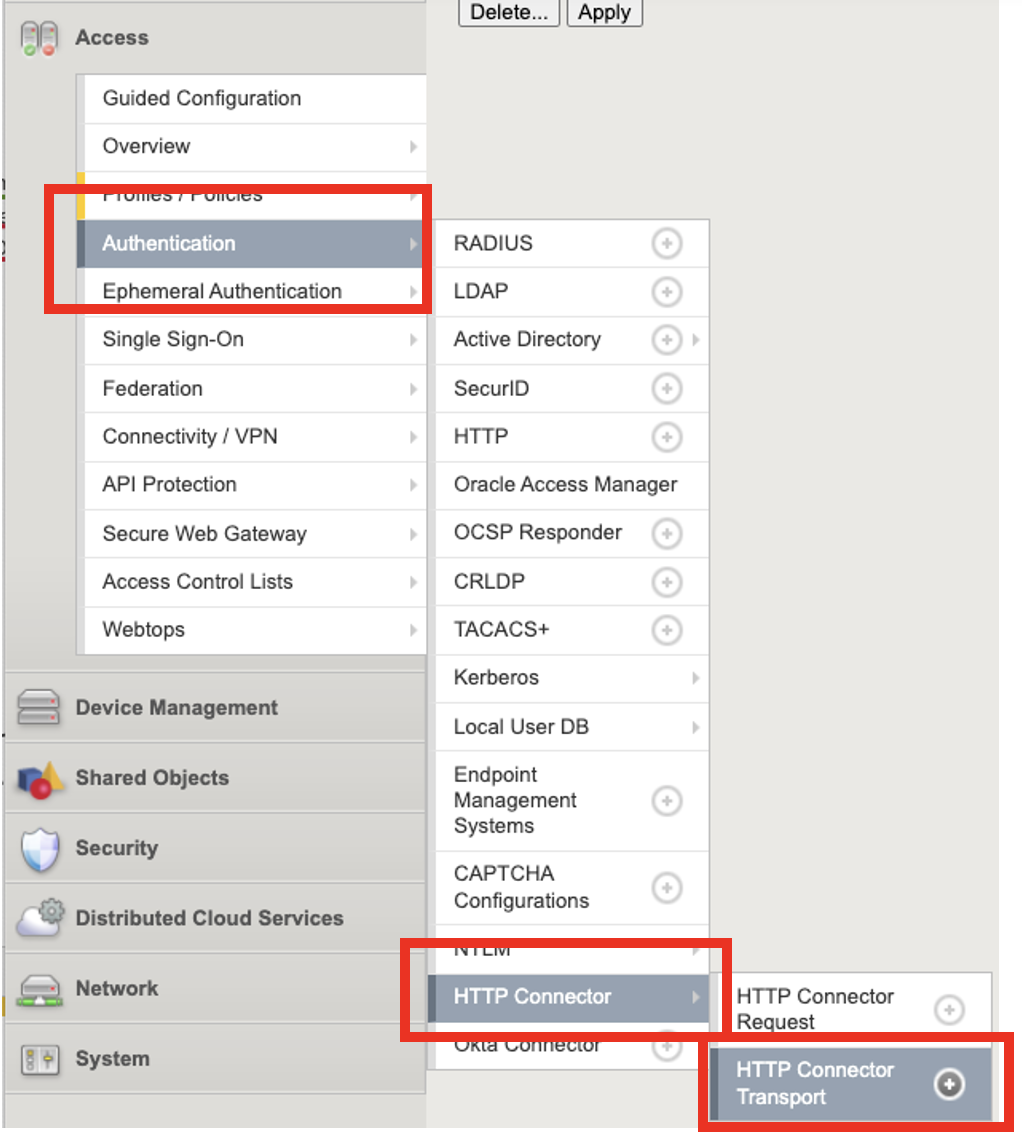 Delete...
Apply
Access
Guided Configuration
Overview
Profiles / Policies
Authentication
Ephemeral Authentication
Single Sign-On
Federation
Connectivity / VPN
API Protection
Secure Web Gateway
Access Control Lists
Webtops
Device Management
Shared Objects
Security
Distributed Cloud Services
Network
System
RADIUS
LDAP
Active Directory
SecurID
HTTP
Oracle Access Manager
OCSP Responder
CRLDP
TACACS+
Kerberos
Local User DB
Endpoint
Management
Systems
CAPTCHA
Configurations
NTLM
HTTP Connector
Okta Connector
HTTP Connector
Request
HTTP Connector
Transport